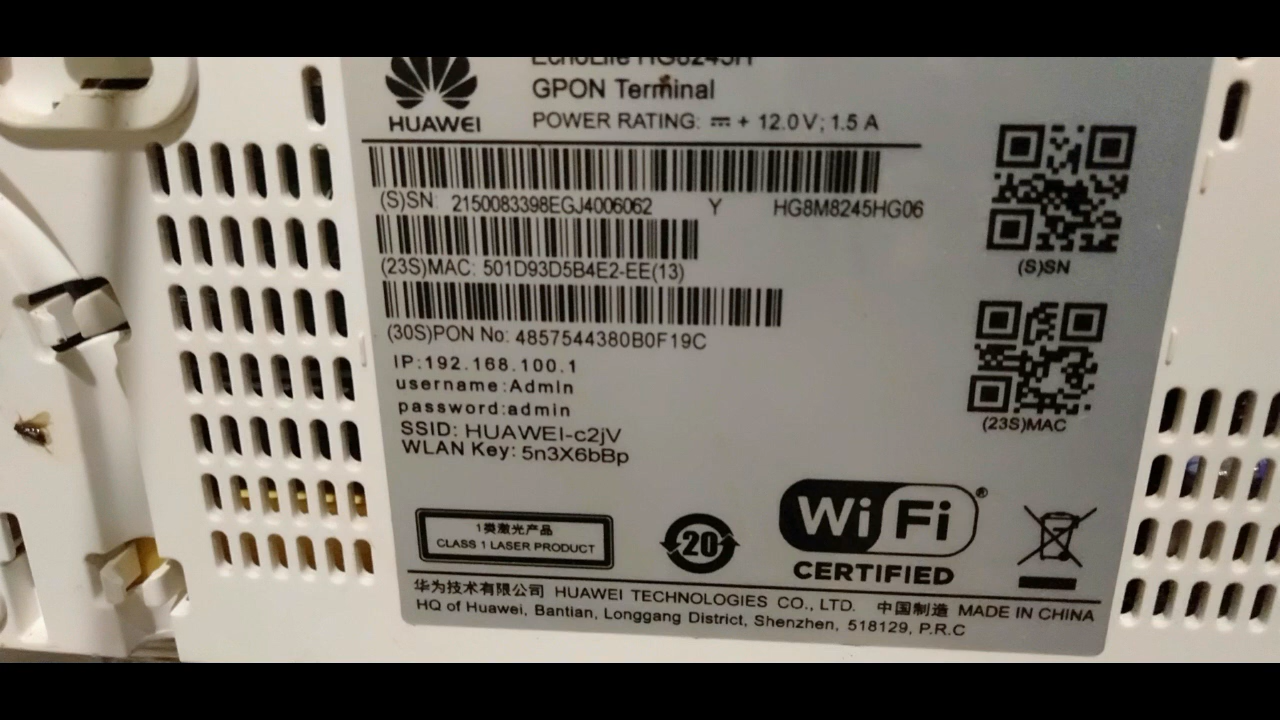 EchoLife HG8245H
GPON Terminal
HUAWEI
POWER RATING: ⎓ + 12.0V; 1.5 A
(S)SN: 2150083398EGJ4006062 Y HG8M8245HG06
(S)SN
(23S)MAC: 501D93D5B4E2-EE(13)
(30S)PON No: 4857544380B0F19C
IP:192.168.100.1
username:Admin
password:admin
(23S)MAC
SSID: HUAWEI-c2jV
WLAN Key: 5n3X6bBp
1类激光产品
CLASS 1 LASER PRODUCT
20
Wi Fi ®
CERTIFIED
华为技术有限公司 HUAWEI TECHNOLOGIES CO., LTD. 中国制造 MADE IN CHINA
HQ of Huawei, Bantian, Longgang District, Shenzhen, 518129, P.R.C